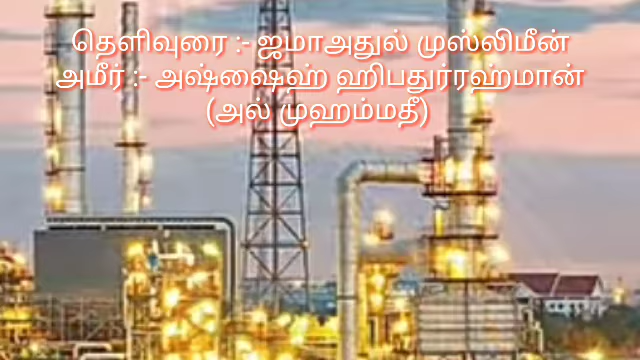 தெளிவுரை :- ஜமாஅதுல் முஸ்லிமீன்
அமீர் :- அஷ்ஷைஹ் ஹிபதுர்ரஹ்மான்
(அல் முஹம்மதீ)